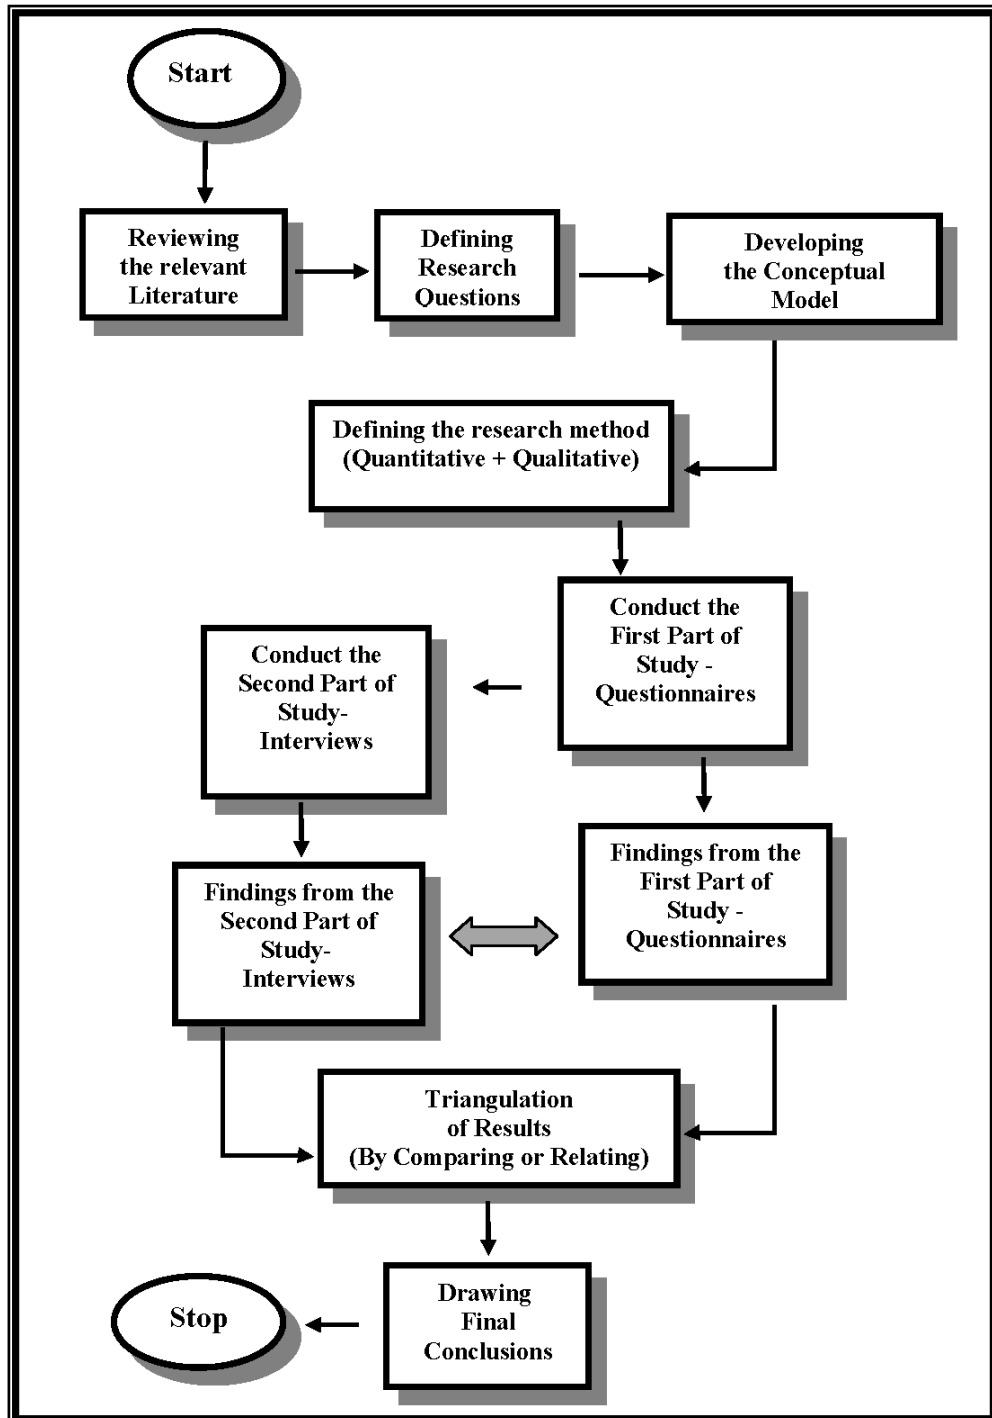 Start
Reviewing
the relevant
Literature
Defining
Research
Questions
Developing
the Conceptual
Model
Defining the research method
(Quantitative + Qualitative)
Conduct the
First Part of
Study -
Questionnaires
Conduct the
Second Part of
Study-
Interviews
Findings from the
First Part of
Study -
Questionnaires
Findings from the
Second Part of
Study-
Interviews
Triangulation
of Results
(By Comparing or Relating)
Drawing
Final
Conclusions
Stop